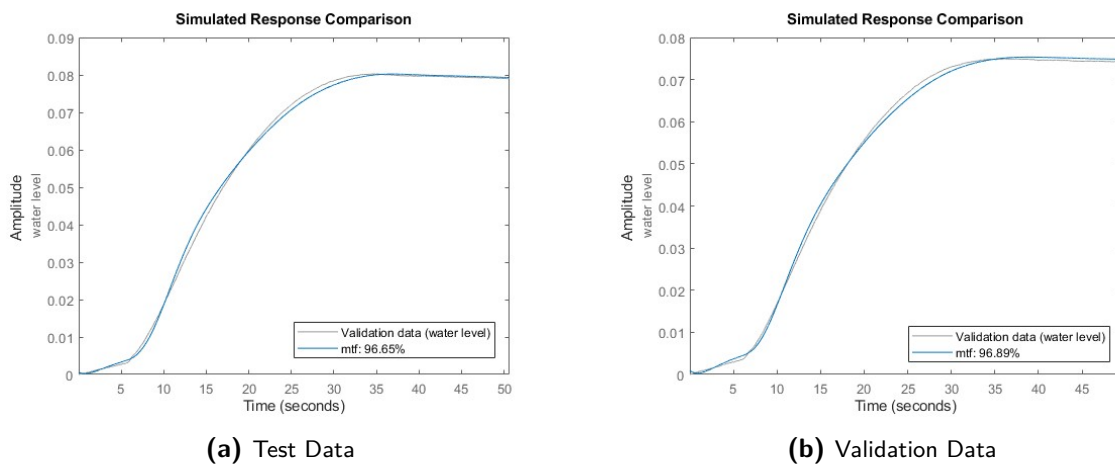 Simulated Response Comparison
0.09
0.08
0.07
0.06
0.05
0.04
0.03
0.02
0.01
0
Amplitude
water level
Validation data (water level)
mtf: 96.65%
5 10 15 20 25 30 35 40 45 50
Time (seconds)
(a) Test Data
Simulated Response Comparison
0.08
0.07
0.06
0.05
0.04
0.03
0.02
0.01
0
Amplitude
water level
Validation data (water level)
mtf: 96.89%
5 10 15 20 25 30 35 40 45
Time (seconds)
(b) Validation Data